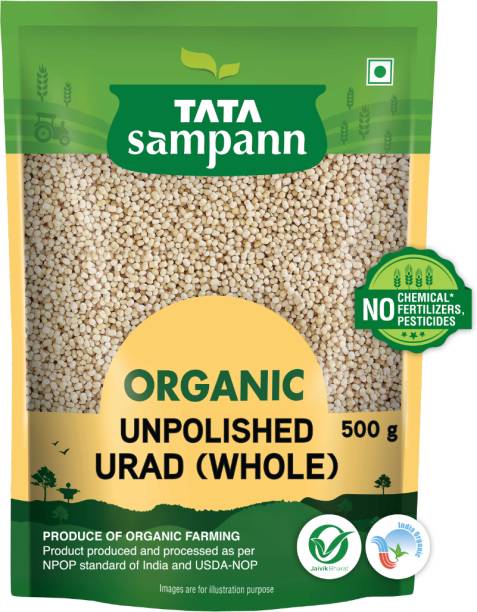 TATA
sampann
NO CHEMICAL*
FERTILIZERS,
PESTICIDES
ORGANIC
UNPOLISHED
URAD (WHOLE)
500 g
PRODUCE OF ORGANIC FARMING
Product produced and processed as per
NPOP standard of India and USDA-NOP
Jaivik Bharat
India Organic
Images are for illustration purpose